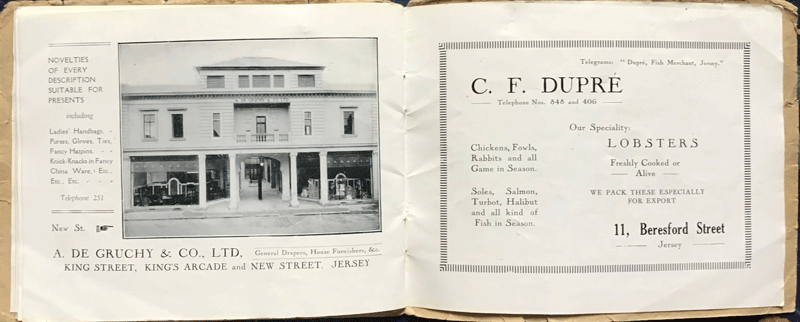 NOVELTIES
OF EVERY
DESCRIPTION
SUITABLE FOR
PRESENTS
including
Ladies' Handbags. -
Purses, Gloves, Ties,
Fancy Hatpins. - -
Knick-Knacks in Fancy
China Ware, Etc.,
Etc., Etc. - - -
Telephone 251
New St.
A. DE GRUCHY & CO., LTD, General Drapers, House Furnishers, &c.
KING STREET, KING'S ARCADE and NEW STREET, JERSEY
Telegrams: "Dupré, Fish Merchant, Jersey."
C. F. DUPRÉ
Telephone Nos. 848 and 406
Our Speciality:
LOBSTERS
Freshly Cooked or
Alive
WE PACK THESE ESPECIALLY
FOR EXPORT
Chickens, Fowls,
Rabbits and all
Game in Season.
Soles, Salmon,
Turbot, Halibut
and all kind of
Fish in Season.
11, Beresford Street
Jersey